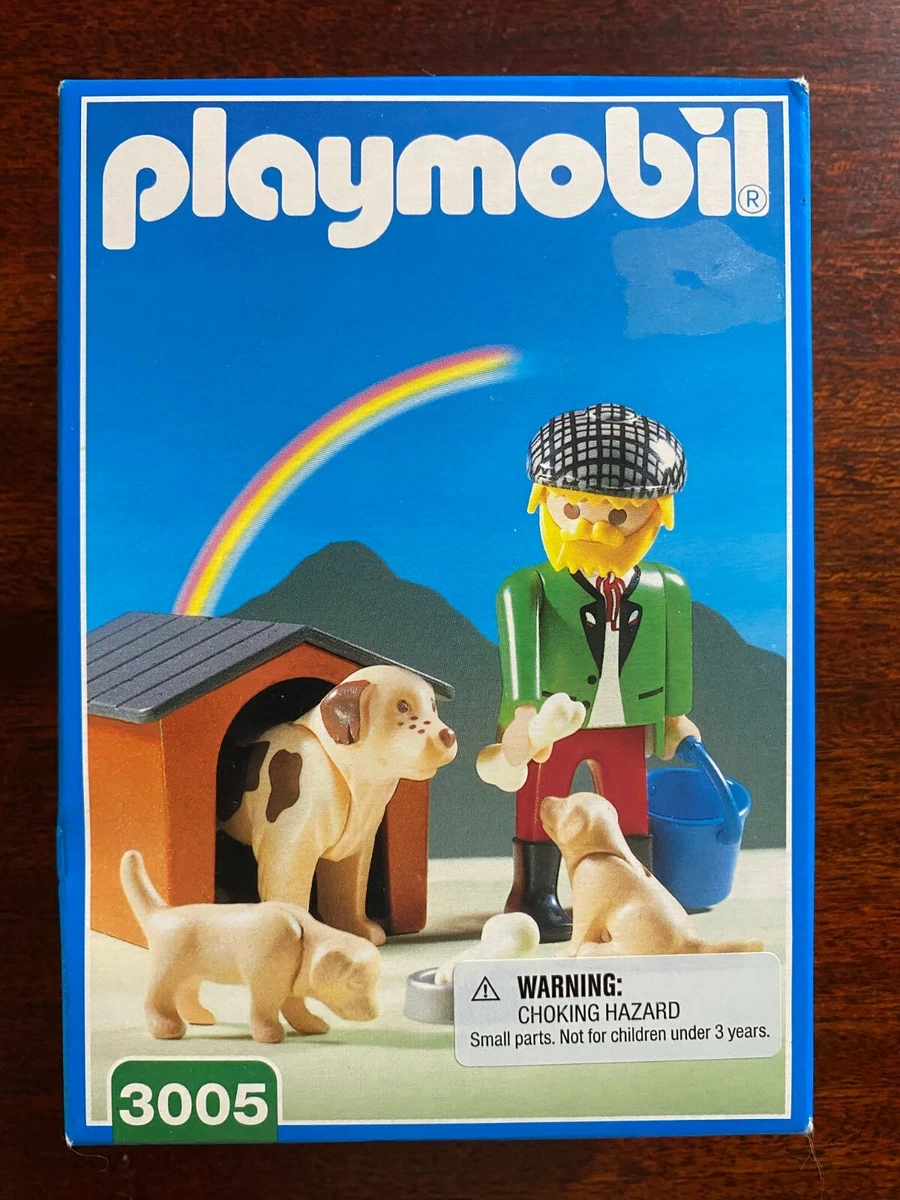 playmobil®
⚠ WARNING:
CHOKING HAZARD
Small parts. Not for children under 3 years.
3005